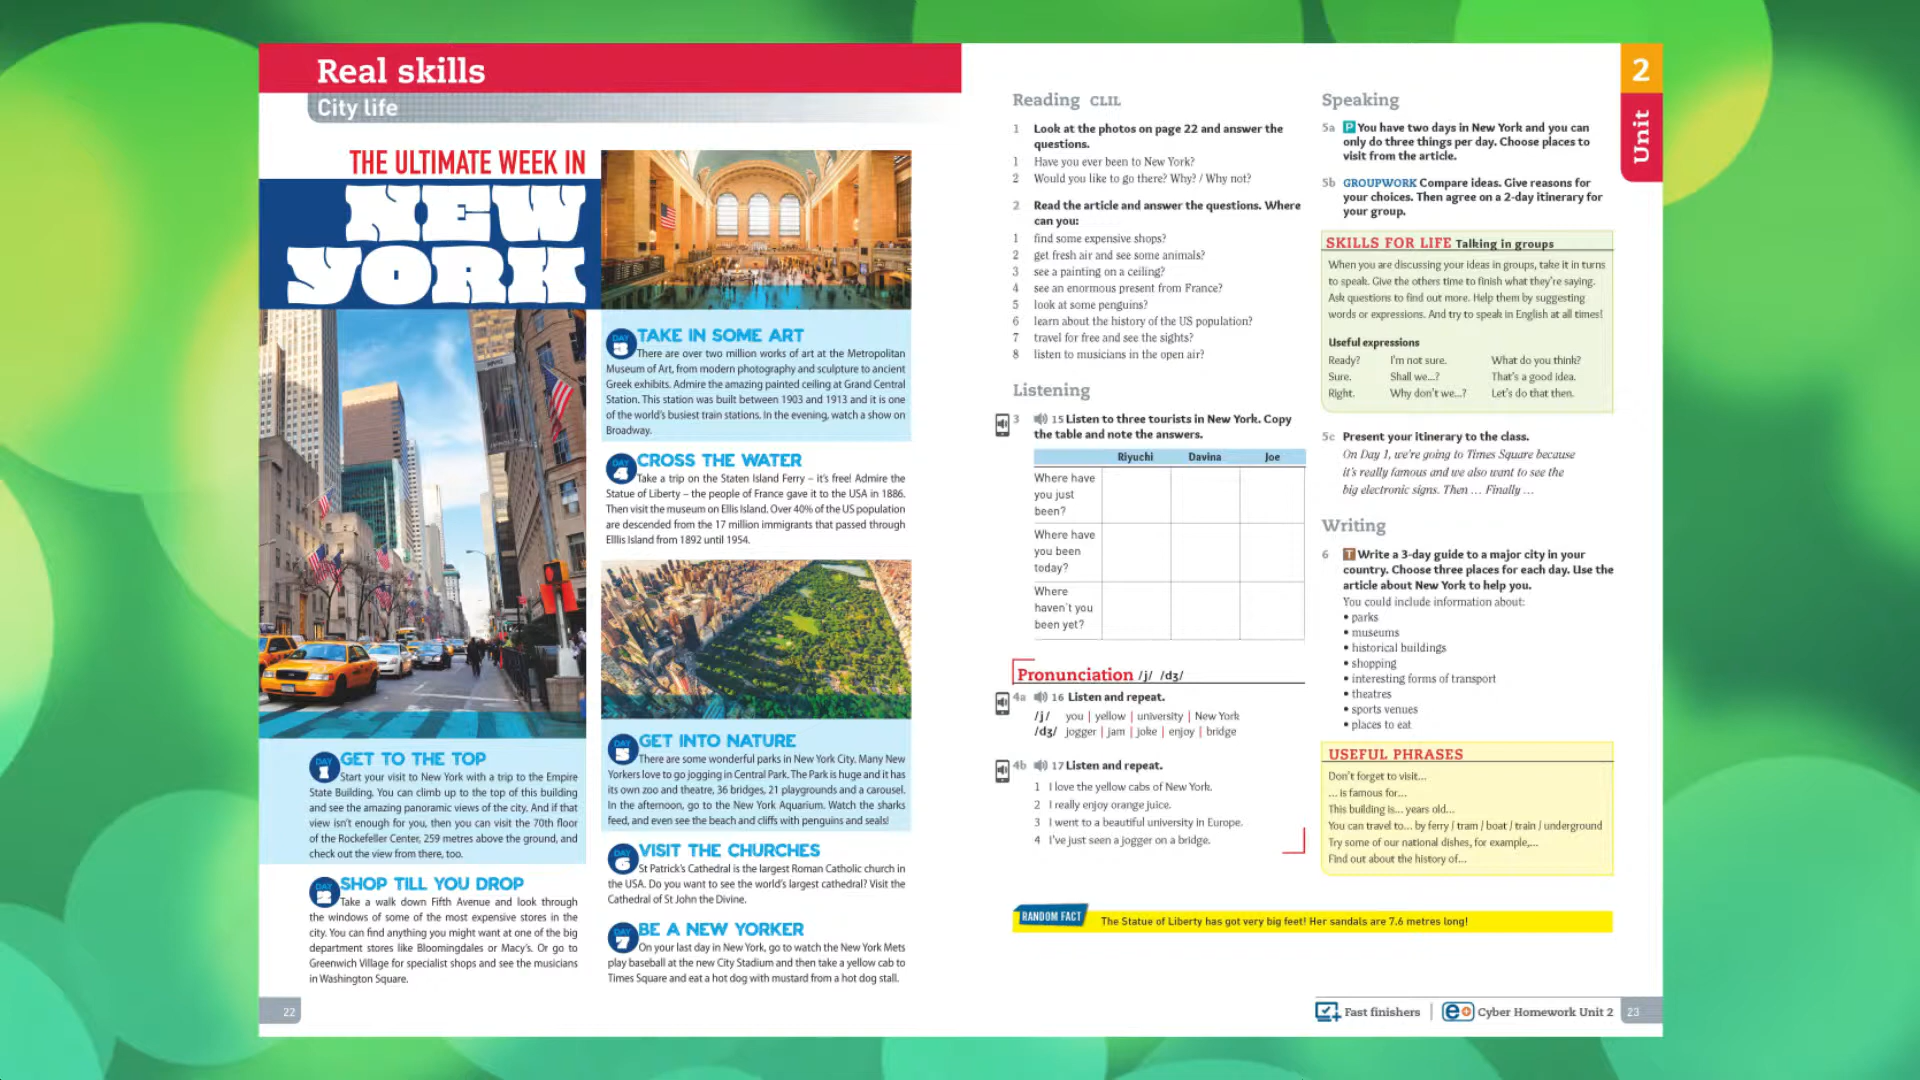 Real skills
City life
THE ULTIMATE WEEK IN
NEW
YORK
DAY 1 GET TO THE TOP
Start your visit to New York with a trip to the Empire
State Building. You can climb up to the top of this building
and see the amazing panoramic views of the city. And if that
view isn't enough for you, then you can visit the 70th floor
of the Rockefeller Center, 259 metres above the ground, and
check out the view from there, too.
DAY 2 SHOP TILL YOU DROP
Take a walk down Fifth Avenue and look through
the windows of some of the most expensive stores in the
city. You can find anything you might want at one of the big
department stores like Bloomingdales or Macy's. Or go to
Greenwich Village for specialist shops and see the musicians
in Washington Square.
DAY 3 TAKE IN SOME ART
There are over two million works of art at the Metropolitan
Museum of Art, from modern photography and sculpture to ancient
Greek exhibits. Admire the amazing painted ceiling at Grand Central
Station. This station was built between 1903 and 1913 and it is one
of the world's busiest train stations. In the evening, watch a show on
Broadway.
DAY 4 CROSS THE WATER
Take a trip on the Staten Island Ferry – it's free! Admire the
Statue of Liberty – the people of France gave it to the USA in 1886.
Then visit the museum on Ellis Island. Over 40% of the US population
are descended from the 17 million immigrants that passed through
Elllis Island from 1892 until 1954.
DAY 5 GET INTO NATURE
There are some wonderful parks in New York City. Many New
Yorkers love to go jogging in Central Park. The Park is huge and it has
its own zoo and theatre, 36 bridges, 21 playgrounds and a carousel.
In the afternoon, go to the New York Aquarium. Watch the sharks
feed, and even see the beach and cliffs with penguins and seals!
DAY 6 VISIT THE CHURCHES
St Patrick's Cathedral is the largest Roman Catholic church in
the USA. Do you want to see the world's largest cathedral? Visit the
Cathedral of St John the Divine.
DAY 7 BE A NEW YORKER
On your last day in New York, go to watch the New York Mets
play baseball at the new City Stadium and then take a yellow cab to
Times Square and eat a hot dog with mustard from a hot dog stall.
22
Reading CLIL
1 Look at the photos on page 22 and answer the
questions.
1 Have you ever been to New York?
2 Would you like to go there? Why? / Why not?
2 Read the article and answer the questions. Where
can you:
1 find some expensive shops?
2 get fresh air and see some animals?
3 see a painting on a ceiling?
4 see an enormous present from France?
5 look at some penguins?
6 learn about the history of the US population?
7 travel for free and see the sights?
8 listen to musicians in the open air?
Listening
3 15 Listen to three tourists in New York. Copy
the table and note the answers.
Riyuchi Davina Joe
Where have
you just
been?
Where have
you been
today?
Where
haven't you
been yet?
Pronunciation /j/ /dʒ/
4a 16 Listen and repeat.
/j/ you | yellow | university | New York
/dʒ/ jogger | jam | joke | enjoy | bridge
4b 17 Listen and repeat.
1 I love the yellow cabs of New York.
2 I really enjoy orange juice.
3 I went to a beautiful university in Europe.
4 I've just seen a jogger on a bridge.
Speaking
5a P You have two days in New York and you can
only do three things per day. Choose places to
visit from the article.
5b GROUPWORK Compare ideas. Give reasons for
your choices. Then agree on a 2-day itinerary for
your group.
SKILLS FOR LIFE Talking in groups
When you are discussing your ideas in groups, take it in turns
to speak. Give the others time to finish what they're saying.
Ask questions to find out more. Help them by suggesting
words or expressions. And try to speak in English at all times!
Useful expressions
Ready? I'm not sure. What do you think?
Sure. Shall we...? That's a good idea.
Right. Why don't we...? Let's do that then.
5c Present your itinerary to the class.
On Day 1, we're going to Times Square because
it's really famous and we also want to see the
big electronic signs. Then ... Finally ...
Writing
6 T Write a 3-day guide to a major city in your
country. Choose three places for each day. Use the
article about New York to help you.
You could include information about:
• parks
• museums
• historical buildings
• shopping
• interesting forms of transport
• theatres
• sports venues
• places to eat
USEFUL PHRASES
Don't forget to visit...
... is famous for...
This building is... years old...
You can travel to... by ferry / tram / boat / train / underground
Try some of our national dishes, for example,...
Find out about the history of...
RANDOM FACT The Statue of Liberty has got very big feet! Her sandals are 7.6 metres long!
Fast finishers | e+ Cyber Homework Unit 2 23
2
Unit